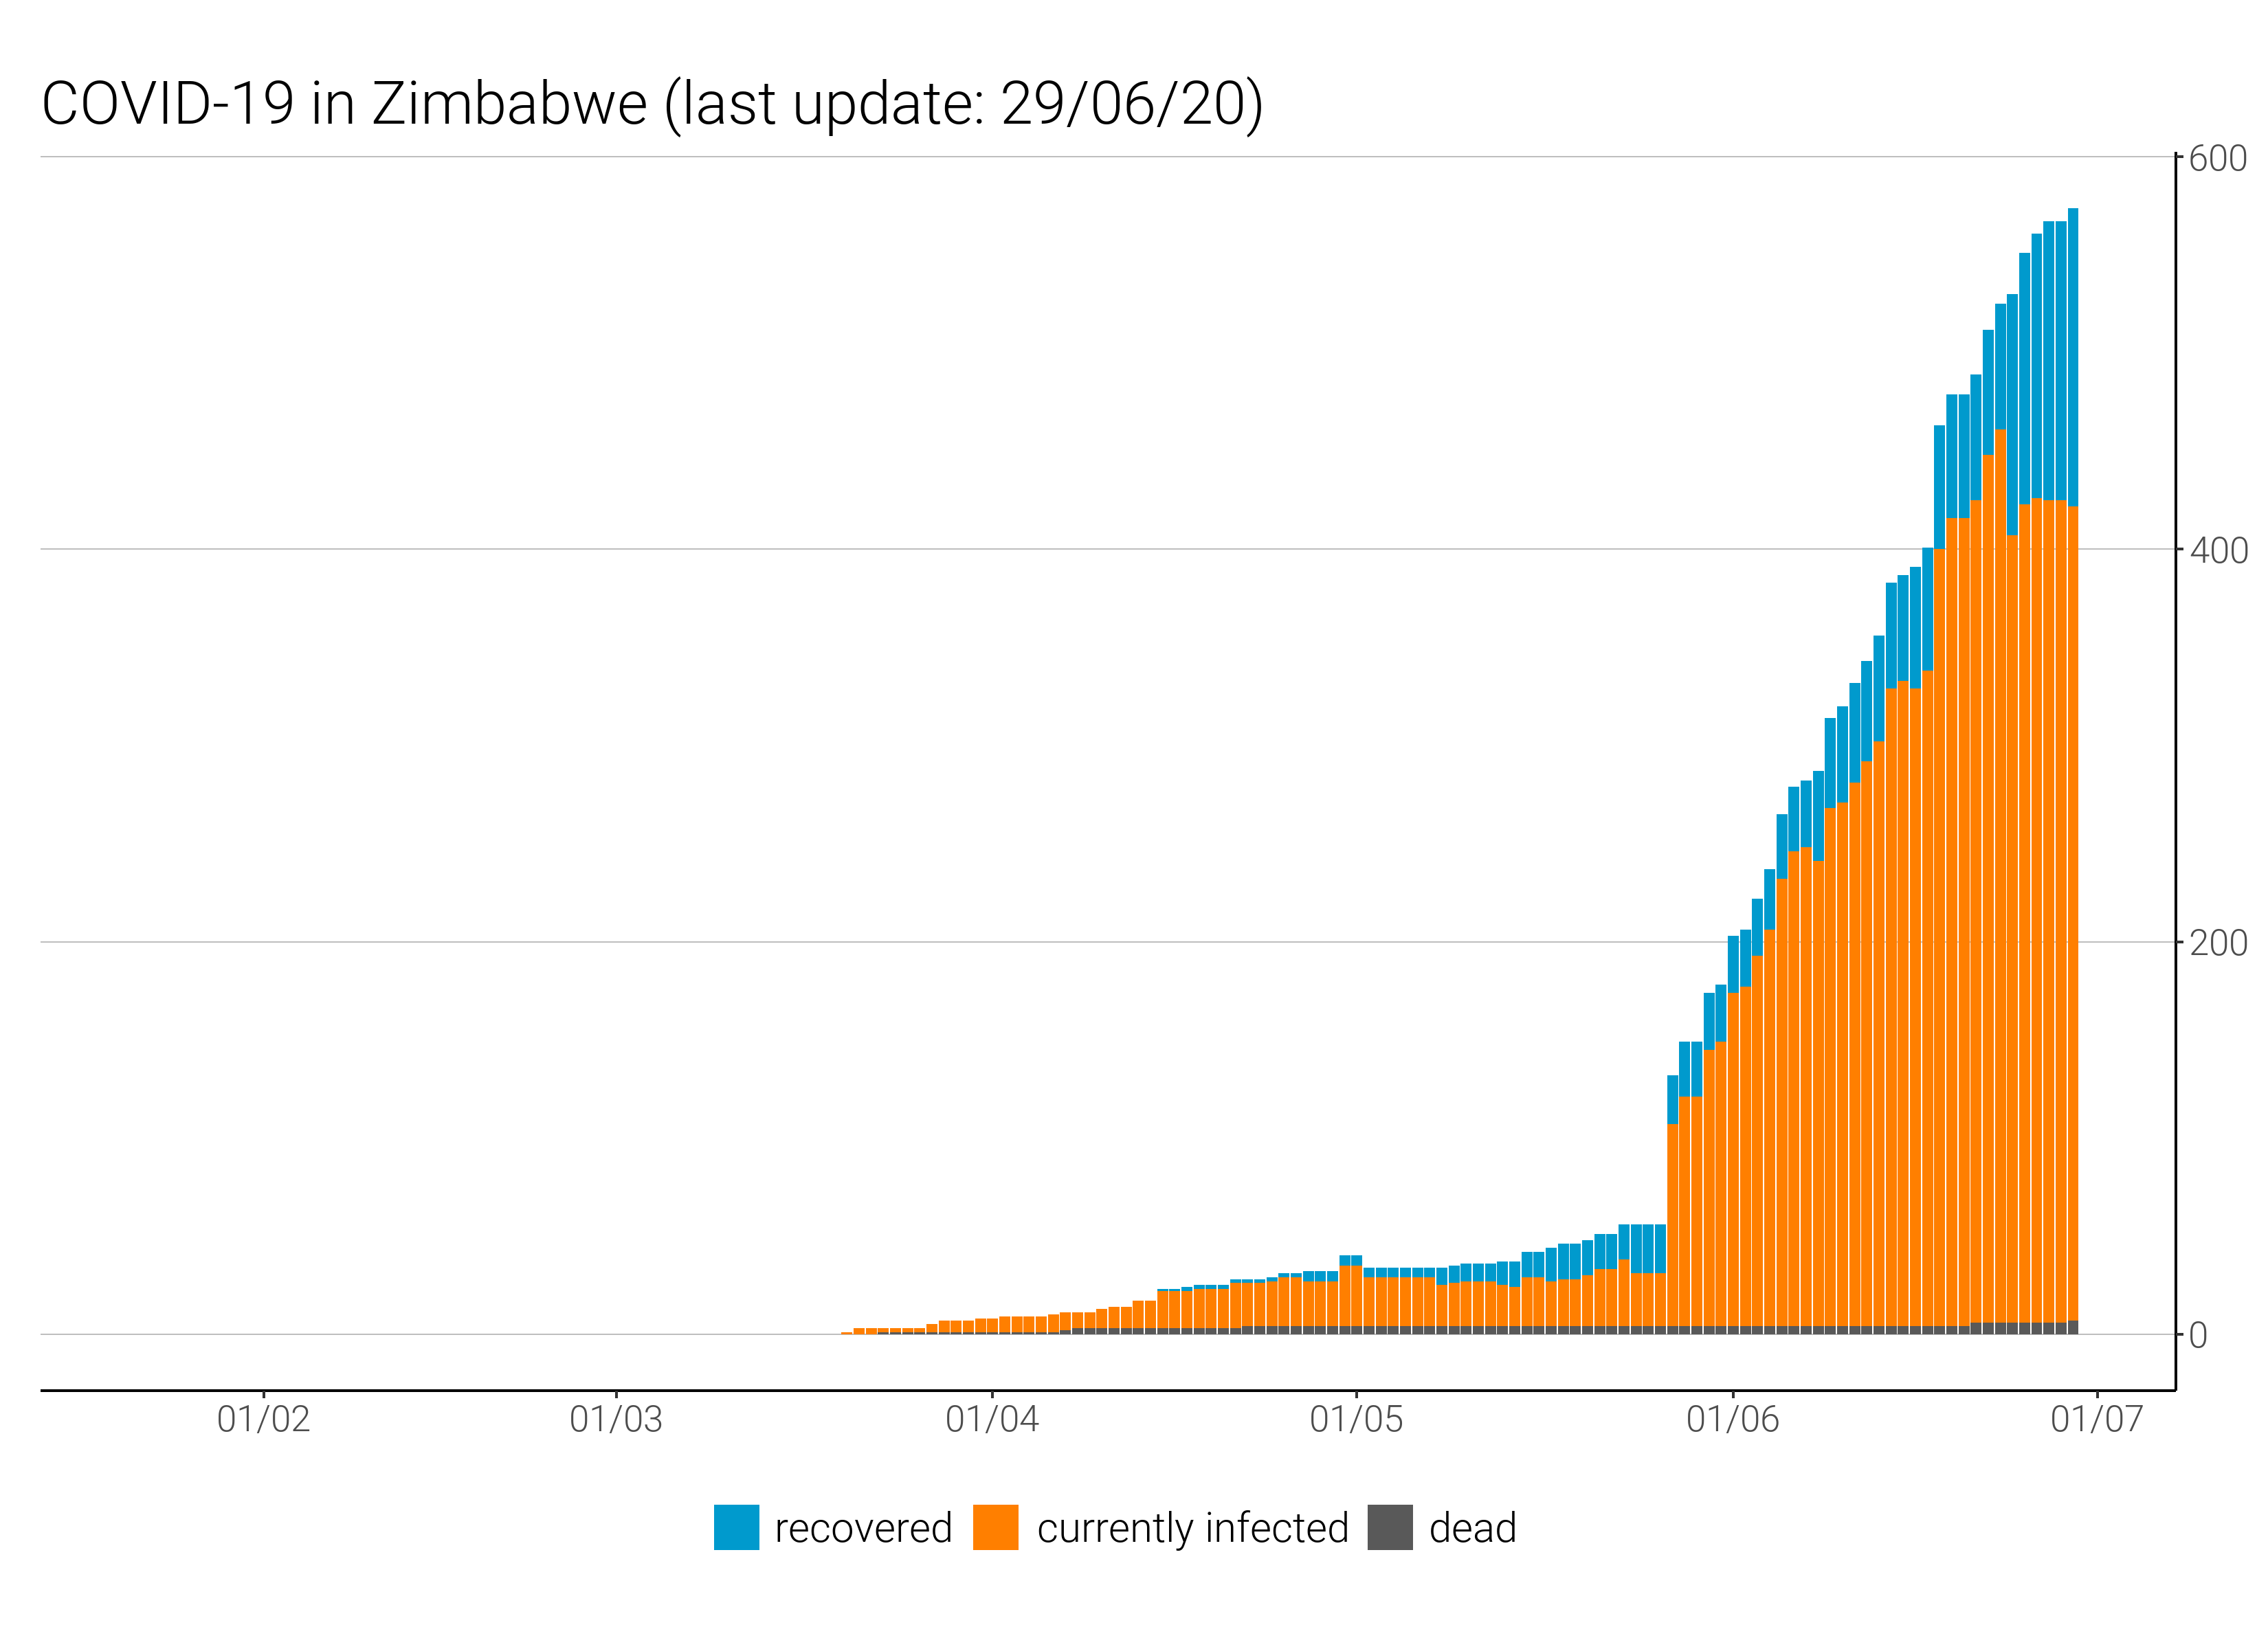 COVID-19 in Zimbabwe (last update: 29/06/20)
600
400
200
0
01/02 01/03 01/04 01/05 01/06 01/07
recovered currently infected dead